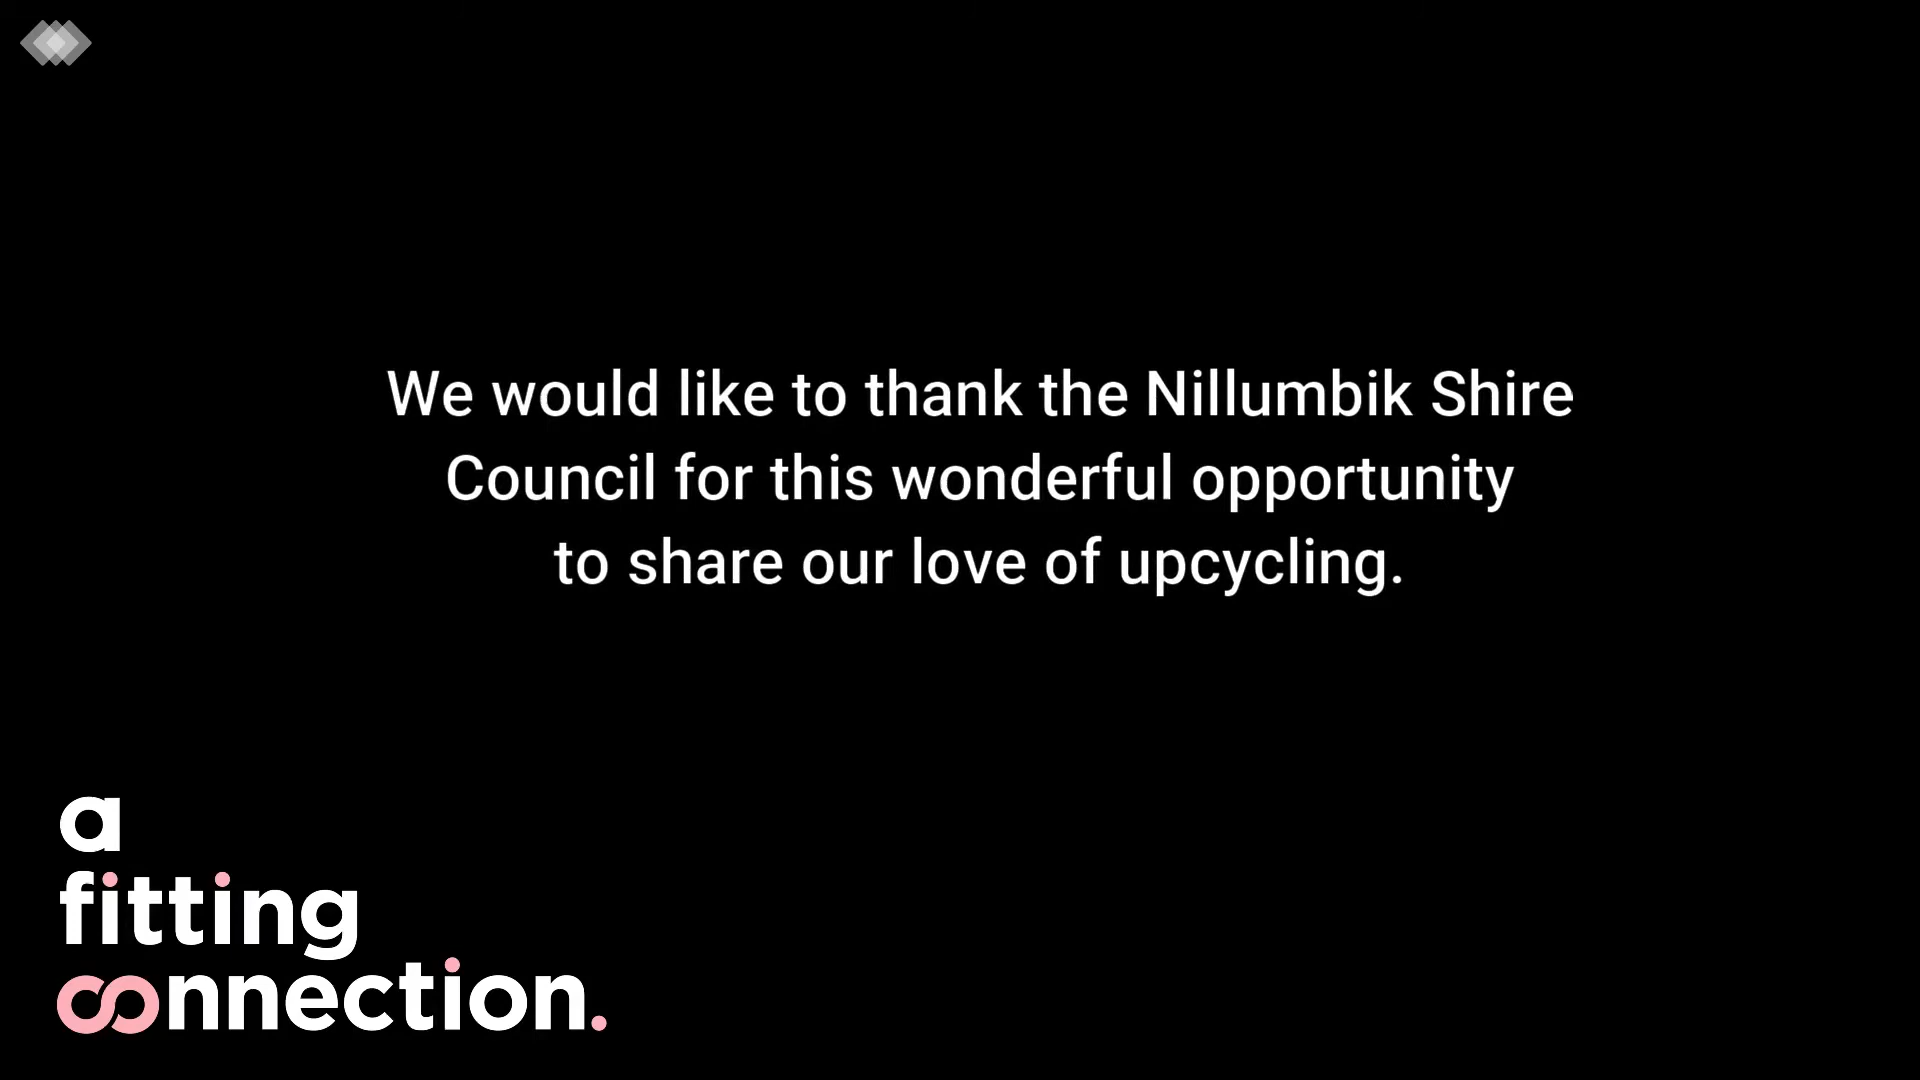 We would like to thank the Nillumbik Shire
Council for this wonderful opportunity
to share our love of upcycling.
a
fitting
connection.